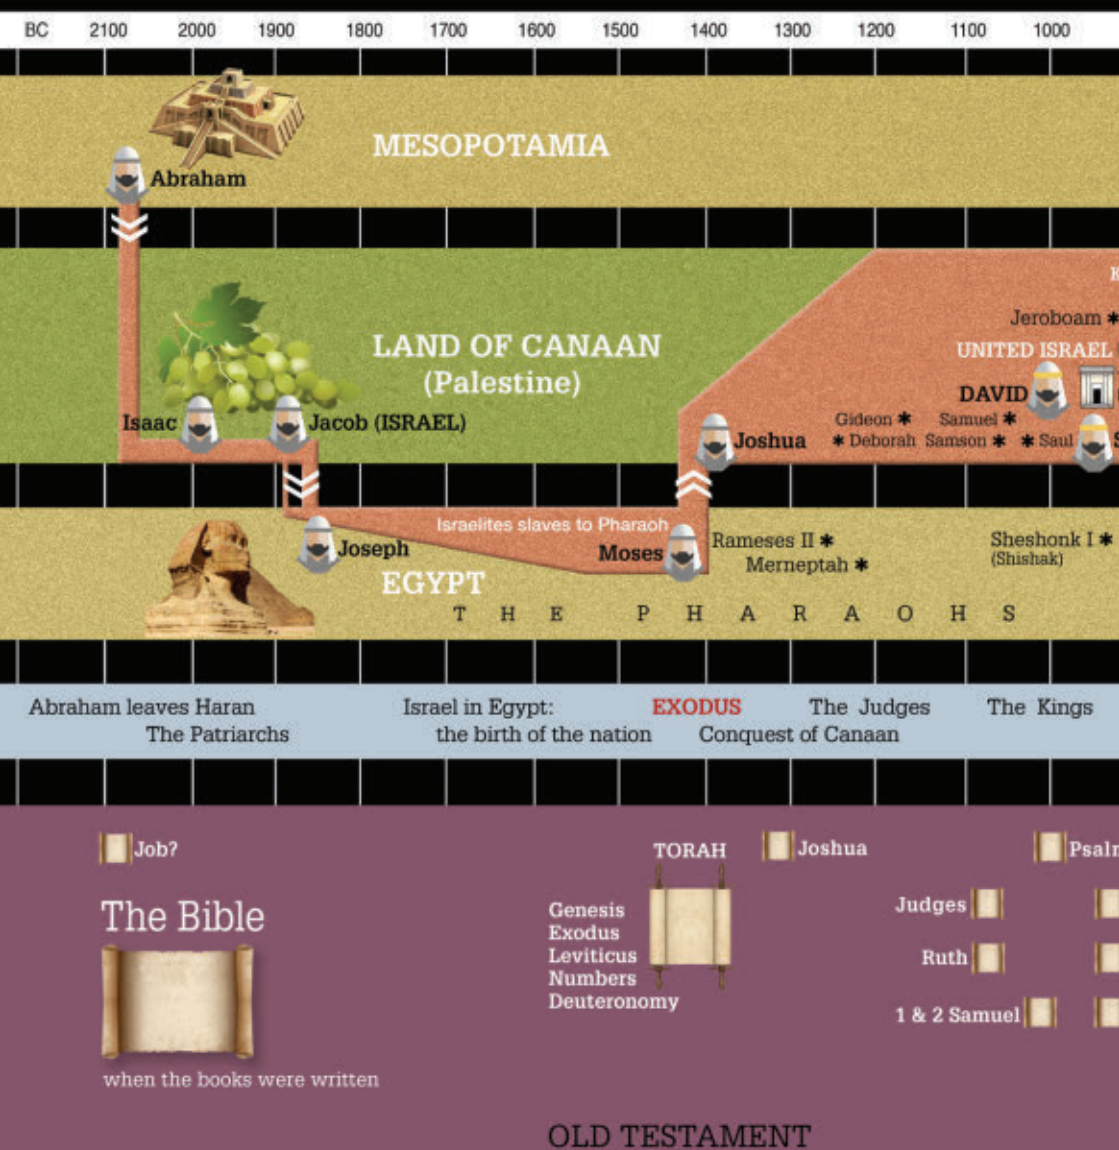 BC 2100 2000 1900 1800 1700 1600 1500 1400 1300 1200 1100 1000
MESOPOTAMIA
Abraham
Jeroboam *
LAND OF CANAAN
(Palestine)
UNITED ISRAEL
DAVID
Isaac
Jacob (ISRAEL)
Gideon * Samuel *
Joshua
* Deborah Samson * * Saul
Israelites slaves to Pharaoh
Joseph
Moses
Rameses II *
Merneptah *
Sheshonk I *
(Shishak)
EGYPT
THE PHARAOHS
Abraham leaves Haran
The Patriarchs
Israel in Egypt:
the birth of the nation
EXODUS
Conquest of Canaan
The Judges
The Kings
Job?
TORAH
Joshua
The Bible
Genesis
Exodus
Leviticus
Numbers
Deuteronomy
Judges
Ruth
1 & 2 Samuel
when the books were written
OLD TESTAMENT